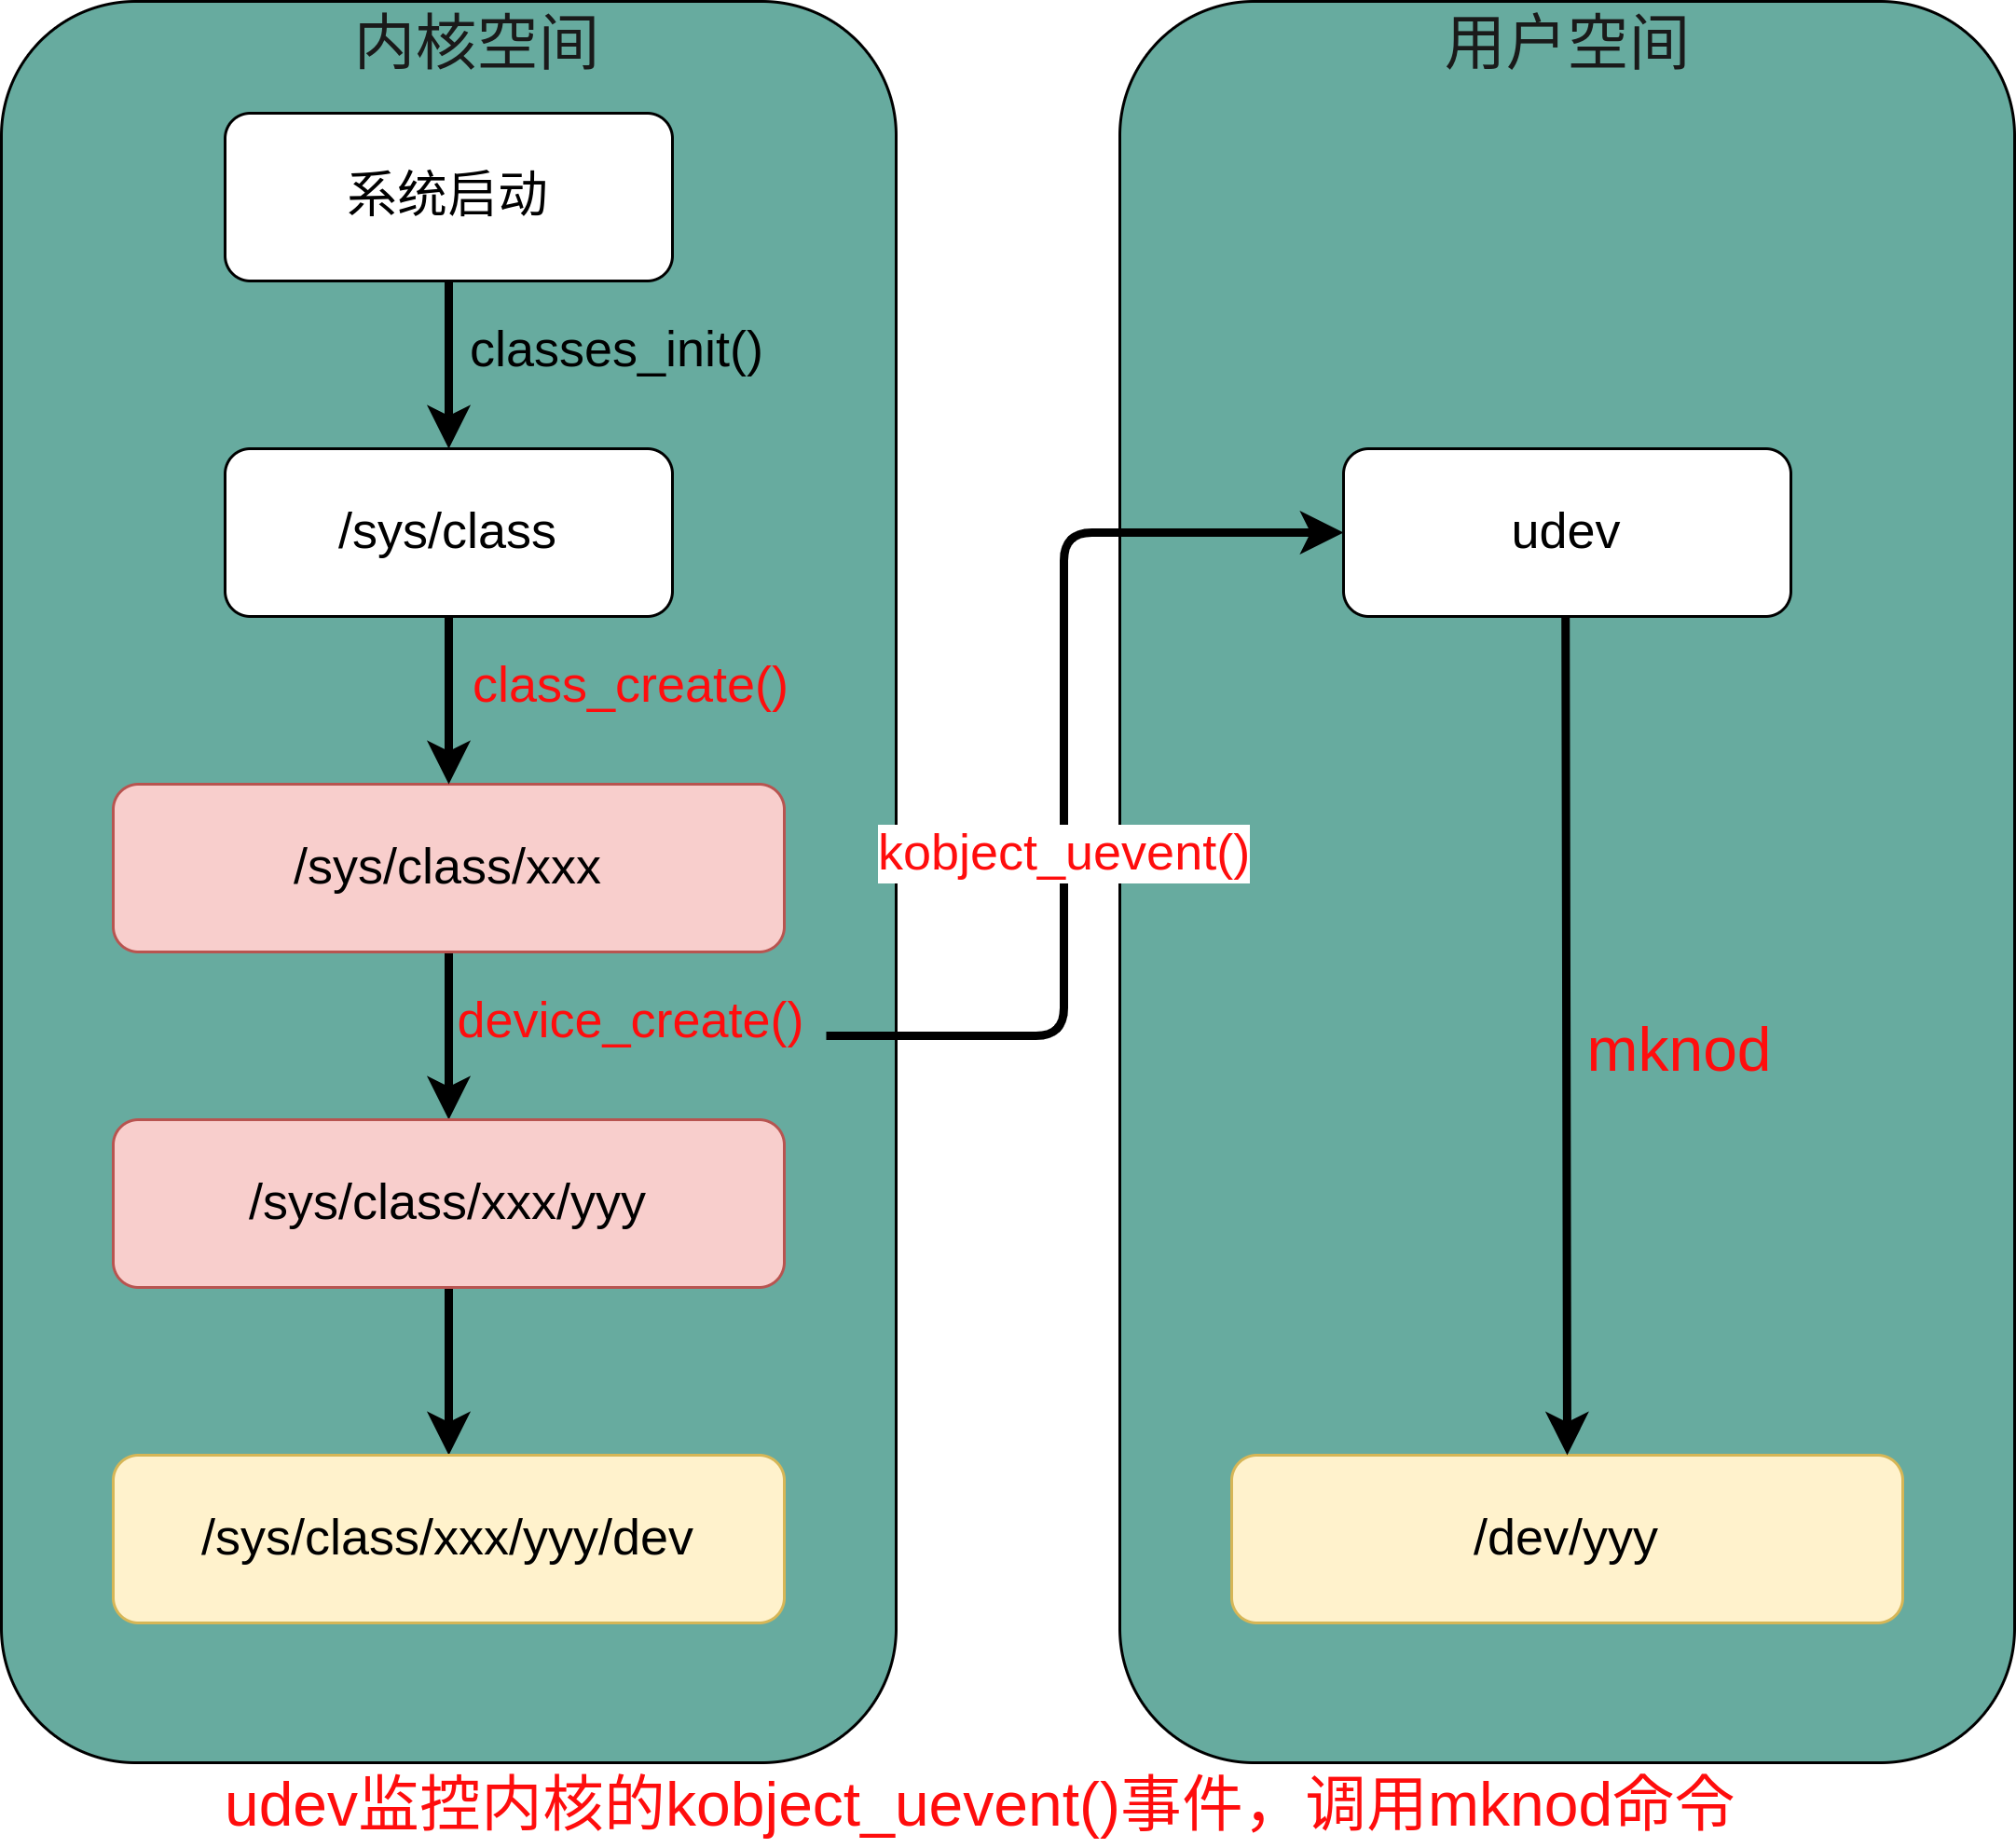 内核空间
系统启动
classes_init()
/sys/class
class_create()
/sys/class/xxx
device_create()
/sys/class/xxx/yyy
/sys/class/xxx/yyy/dev
kobject_uevent()
用户空间
udev
mknod
/dev/yyy
udev监控内核的kobject_uevent()事件，调用mknod命令